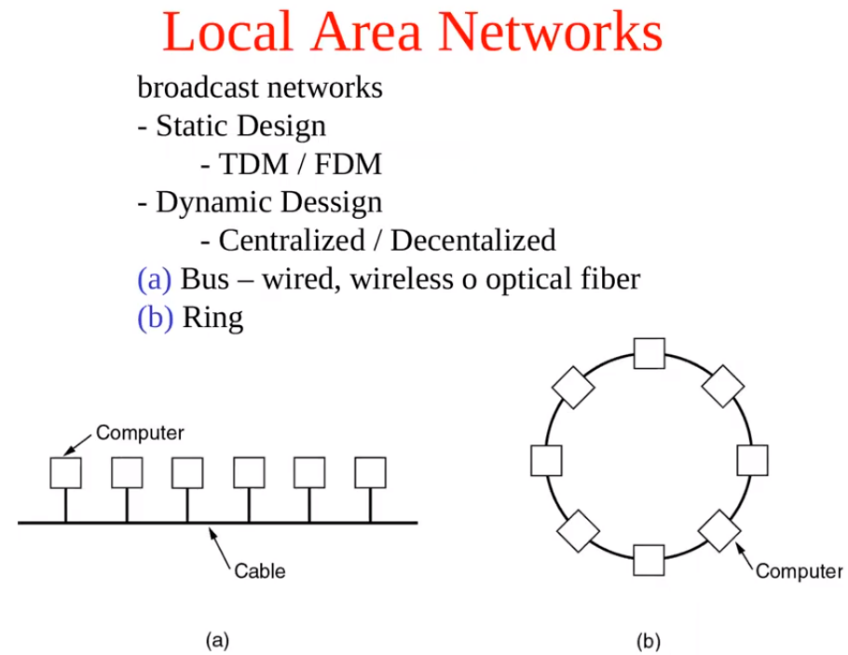 Local Area Networks
broadcast networks
- Static Design
- TDM / FDM
- Dynamic Dessign
- Centralized / Decentalized
(a) Bus – wired, wireless o optical fiber
(b) Ring
Computer
Cable
(a)
Computer
(b)